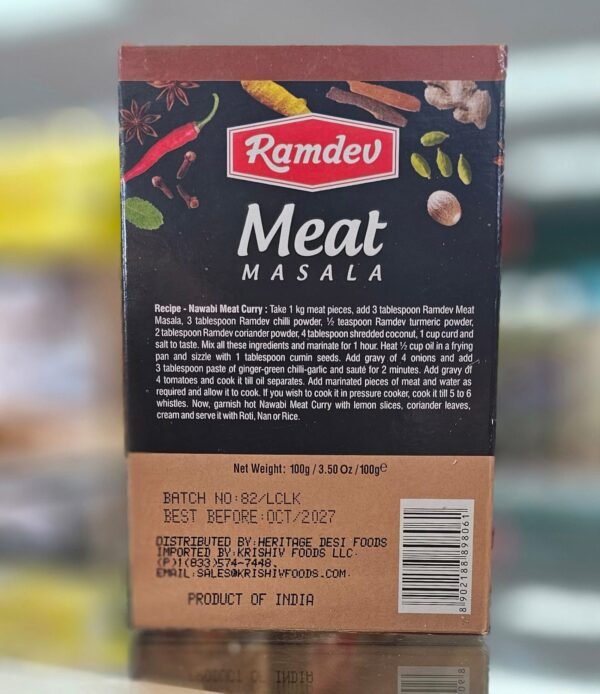 Ramdev
Meat
MASALA
Recipe - Nawabi Meat Curry : Take 1 kg meat pieces, add 3 tablespoon Ramdev Meat
Masala, 3 tablespoon Ramdev chilli powder, ½ teaspoon Ramdev turmeric powder,
2 tablespoon Ramdev coriander powder, 4 tablespoon shredded coconut, 1 cup curd and
salt to taste. Mix all these ingredients and marinate for 1 hour. Heat ½ cup oil in a frying
pan and sizzle with 1 tablespoon cumin seeds. Add gravy of 4 onions and add
3 tablespoon paste of ginger-green chilli-garlic and sauté for 2 minutes. Add gravy of
4 tomatoes and cook it till oil separates. Add marinated pieces of meat and water as
required and allow it to cook. If you wish to cook it in pressure cooker, cook it till 5 to 6
whistles. Now, garnish hot Nawabi Meat Curry with lemon slices, coriander leaves,
cream and serve it with Roti, Nan or Rice.
Net Weight: 100g / 3.50 Oz / 100g℮
BATCH NO:82/LCLK
BEST BEFORE:OCT/2027
DISTRIBUTED BY:HERITAGE DESI FOODS
IMPORTED BY:KRISHIV FOODS LLC.
(P)1(833)574-7448.
EMAIL:SALES@KRISHIVFOODS.COM.
PRODUCT OF INDIA
8 902188 898061